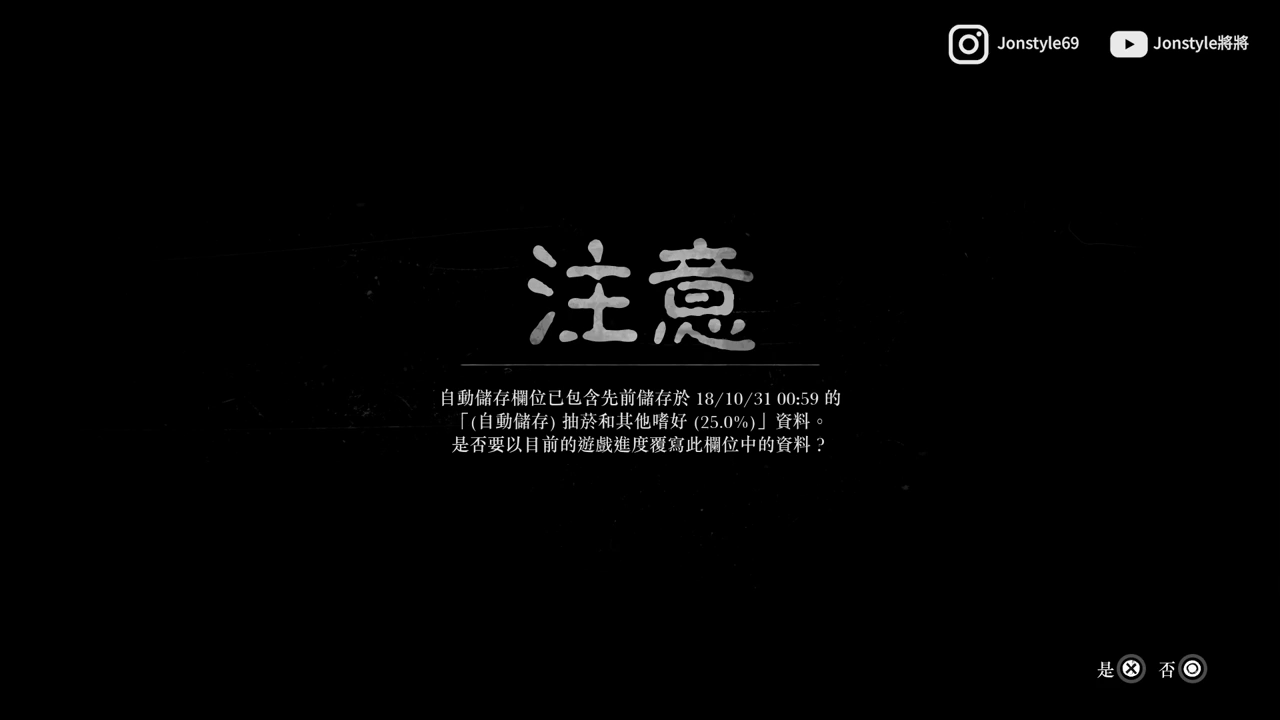 Jonstyle69
Jonstyle將將
注意
自動儲存欄位已包含先前儲存於 18/10/31 00:59 的
「(自動儲存) 抽菸和其他嗜好 (25.0%)」資料。
是否要以目前的遊戲進度覆寫此欄位中的資料？
是 否